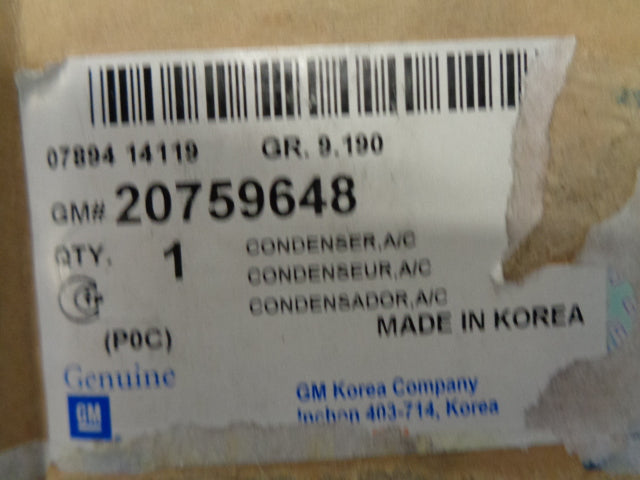 07894 14119 GR. 9.190
GM# 20759648
QTY. 1
CONDENSER,A/C
CONDENSEUR,A/C
CONDENSADOR,A/C
MADE IN KOREA
(P0C)
Genuine
GM
GM Korea Company
Inchon 403-714, Korea